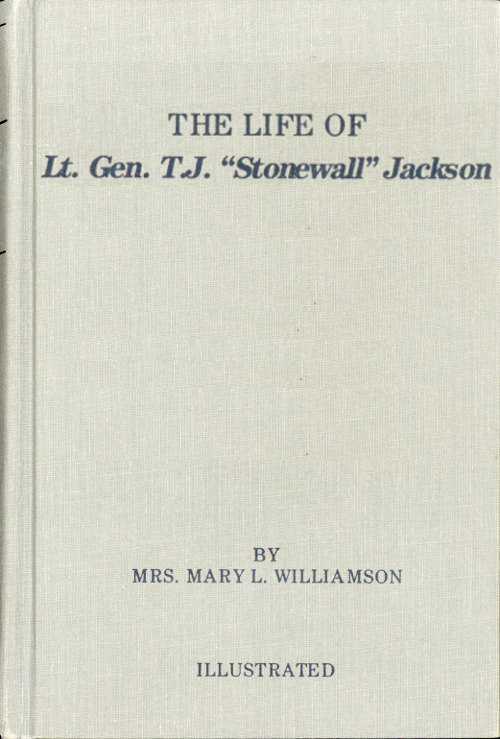 THE LIFE OF
Lt. Gen. T.J. “Stonewall” Jackson
BY
MRS. MARY L. WILLIAMSON
ILLUSTRATED